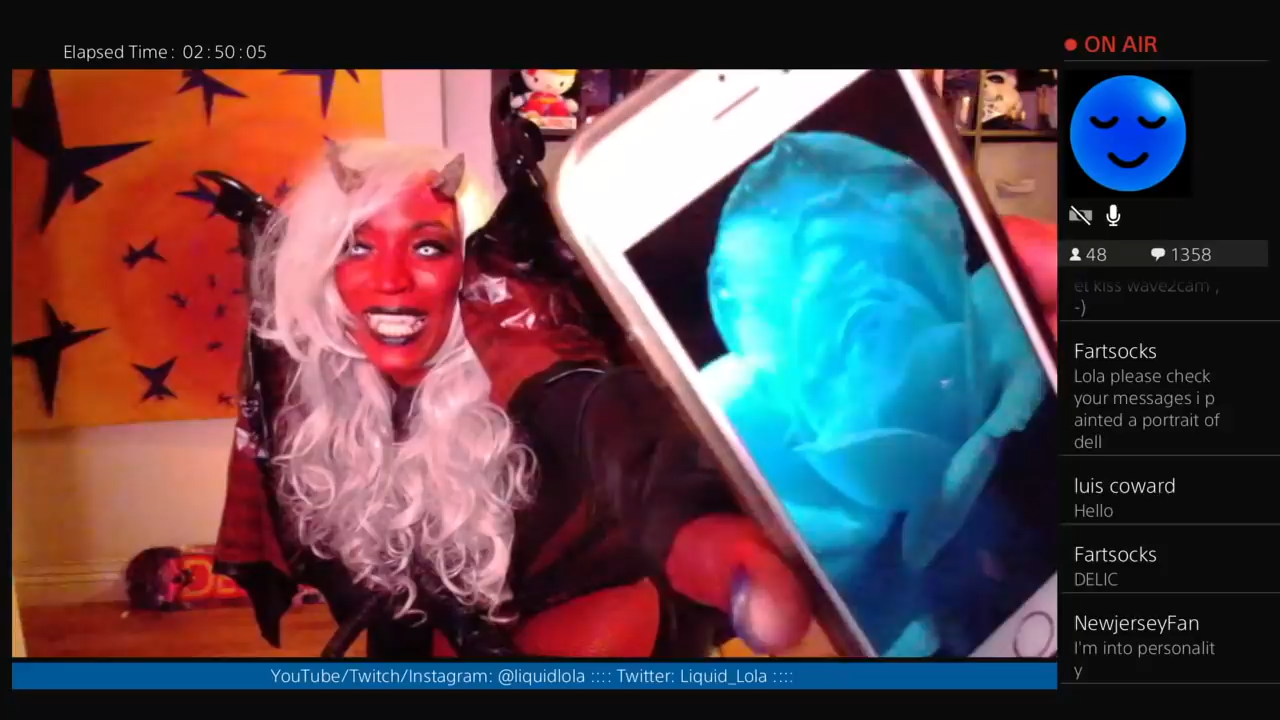 Elapsed Time: 02:50:05
ON AIR
48 1358
et kiss wave2cam ,
-)
Fartsocks
Lola please check
your messages i p
ainted a portrait of
dell
luis coward
Hello
Fartsocks
DELIC
NewjerseyFan
I'm into personalit
y
YouTube/Twitch/Instagram: @liquidlola :::: Twitter: Liquid_Lola ::::